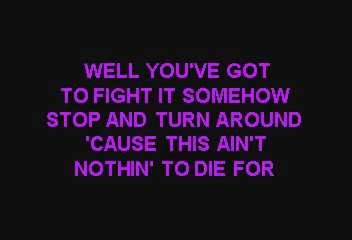 WELL YOU'VE GOT
TO FIGHT IT SOMEHOW
STOP AND TURN AROUND
'CAUSE THIS AIN'T
NOTHIN' TO DIE FOR